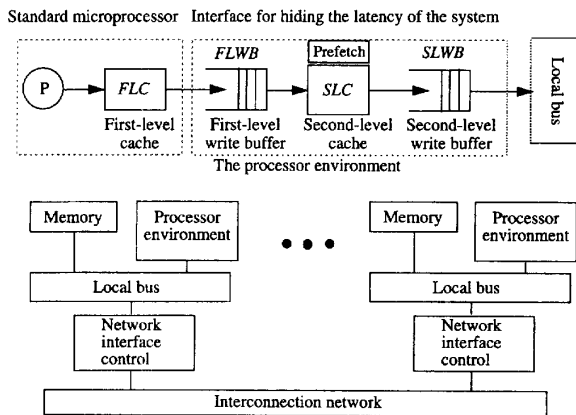 Standard microprocessor
Interface for hiding the latency of the system
FLWB
Prefetch
SLWB
P
FLC
SLC
Local bus
First-level
cache
First-level
write buffer
Second-level
cache
Second-level
write buffer
The processor environment
Memory
Processor
environment
Local bus
Network
interface
control
Memory
Processor
environment
Local bus
Network
interface
control
Interconnection network